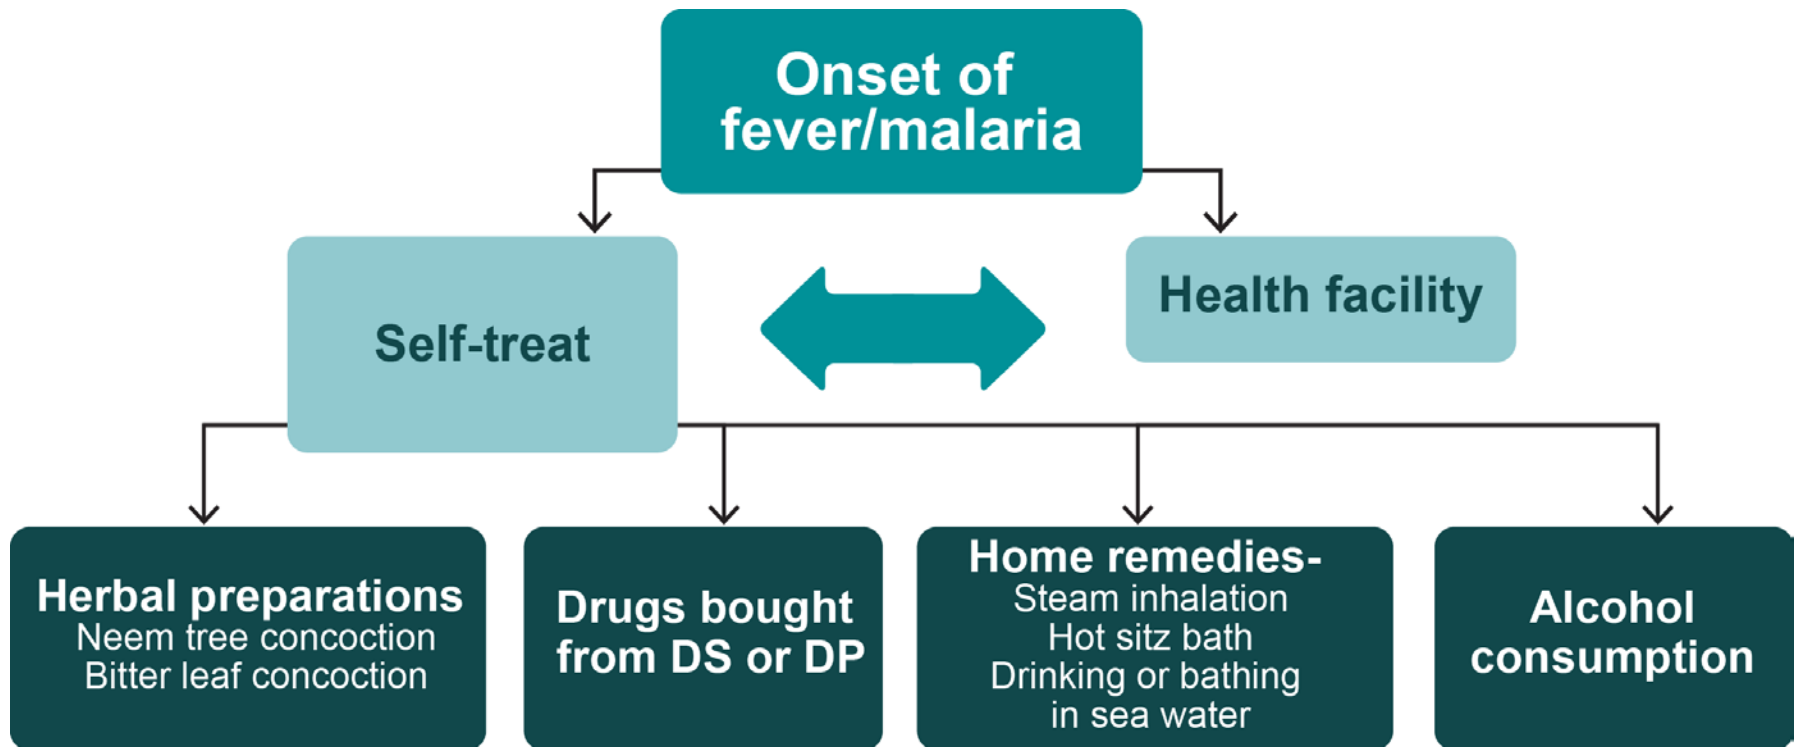 Onset of
fever/malaria
Self-treat
Health facility
Herbal preparations
Neem tree concoction
Bitter leaf concoction
Drugs bought
from DS or DP
Home remedies-
Steam inhalation
Hot sitz bath
Drinking or bathing
in sea water
Alcohol
consumption